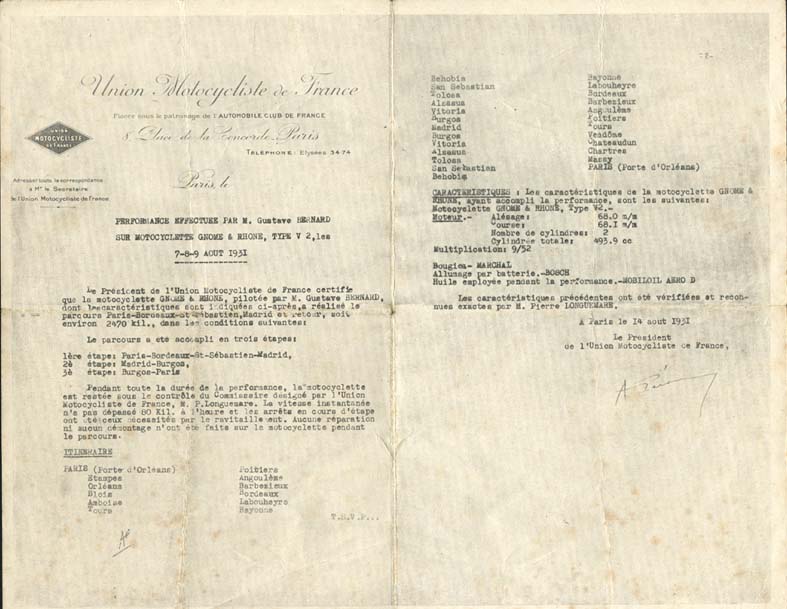 Union Motocycliste de France
Placée sous le patronage de l'AUTOMOBILE CLUB DE FRANCE
8 Place de la Concorde_Paris
TÉLÉPHONE: Elysées 34-74
UNION
MOTOCYCLISTE
DE FRANCE
Adresser toute la correspondance
à Mr le Secrétaire
de l'Union Motocycliste de France
Paris, le
PERFORMANCE EFFECTUEE PAR M. Gustave BERNARD
SUR MOTOCYCLETTE GNOME & RHONE, TYPE V 2, les
7-8-9 AOUT 1931
Le Président de l'Union Motocycliste de France certifie
que la motocyclette GNOME & RHONE, pilotée par M. Gustave BERNARD,
dont les caractéristiques sont indiquées ci-après, a réalisé le
parcours Paris-Bordeaux-St-Sébastien, Madrid et retour, soit
environ 2470 kil., dans les conditions suivantes:
Le parcours a été accompli en trois étapes:
1ère étape: Paris-Bordeaux-St-Sébastien-Madrid,
2è étape: Madrid-Burgos,
3è étape: Burgos-Paris
Pendant toute la durée de la performance, la motocyclette
est restée sous le contrôle du Commissaire désigné par l'Union
Motocycliste de France, M. P.Longuemare. La vitesse instantanée
n'a pas dépassé 80 Kil. à l'heure et les arrêts en cours d'étape
ont été ceux nécessités par le ravitaillement. Aucune réparation
ni aucun démontage n'ont été faits sur le motocyclette pendant
le parcours.
ITINERAIRE
PARIS (Porte d'Orléans)
Etampes
Orléans
Blois
Amboise
Tours
Poitiers
Angoulême
Barbezieux
Bordeaux
Labouheyre
Bayonne
T.S.V.P...
-2-
Behobia
San Sebastian
Tolosa
Alsasua
Vitoria
Burgos
Madrid
Burgos
Vitoria
Alsasua
Tolosa
San Sebastian
Behobia
Bayonne
Labouheyre
Bordeaux
Barbezieux
Angoulême
Poitiers
Tours
Vendôme
Chateaudun
Chartres
Massy
PARIS (Porte d'Orléans)
CARACTERISTIQUES : Les caractéristiques de la motocyclette GNOME &
RHONE, ayant accompli la performance, sont les suivantes:
Motocyclette GNOME & RHONE, Type V2.-
Moteur.- Alésage: 68.0 m/m
Course: 68.1 m/m
Nombre de cylindres: 2
Cylindrée totale: 493.9 cc
Multiplication: 9/52
Bougies- MARCHAL
Allumage par batterie.-BOSCH
Huile employée pendant la performance.-MOBILOIL AERO D
Les caractéristiques précédentes ont été vérifiées et recon-
nues exactes par M. Pierre LONGUEMARE.
A Paris le 14 aout 1931
Le President
de l'Union Motocycliste de France,